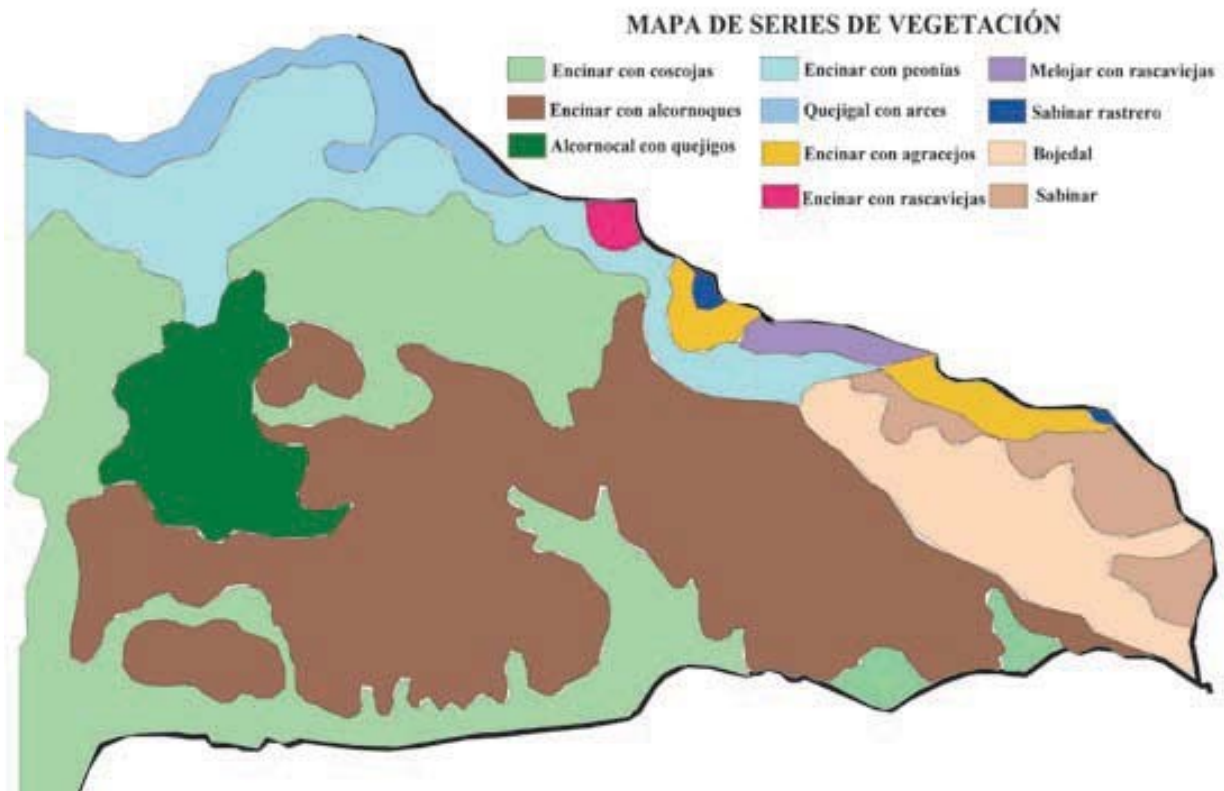 MAPA DE SERIES DE VEGETACIÓN
Encinar con coscojas
Encinar con alcornoques
Alcornocal con quejigos
Encinar con peonías
Quejigal con arces
Encinar con agracejos
Encinar con rascaviejas
Melojar con rascaviejas
Sabinar rastrero
Bojedal
Sabinar